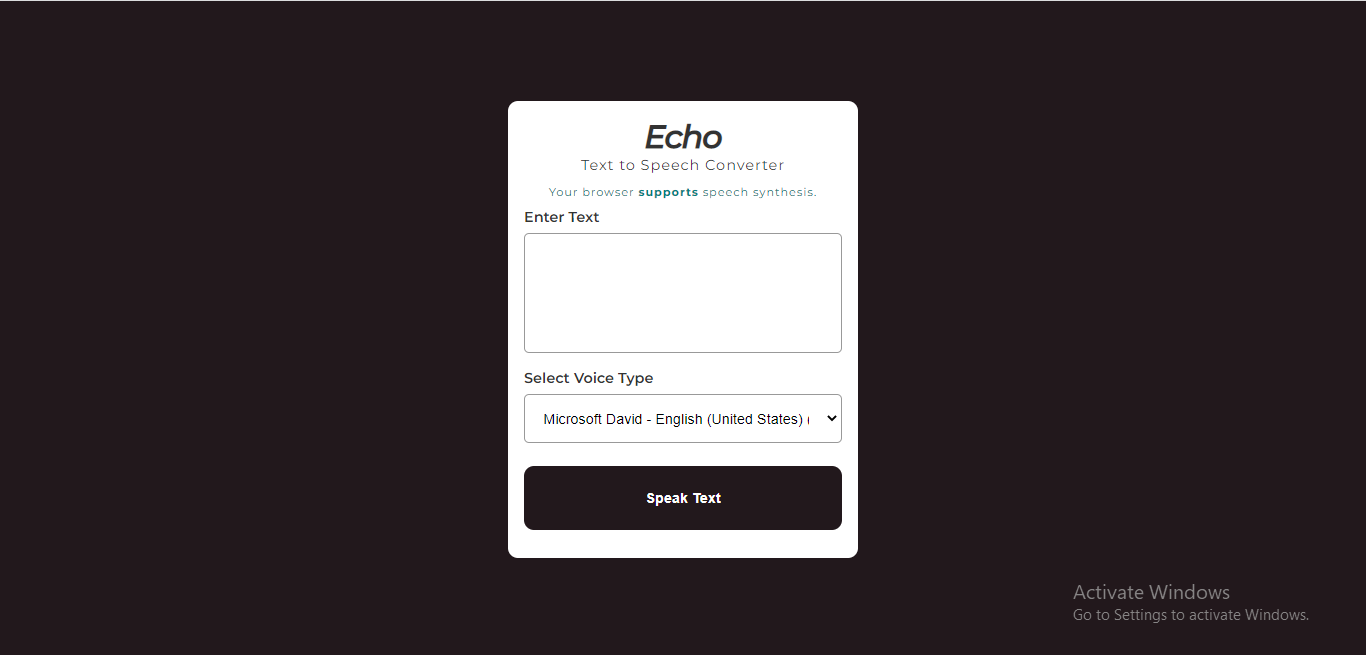 Echo
Text to Speech Converter
Your browser supports speech synthesis.
Enter Text
Select Voice Type
Microsoft David - English (United States) (
Speak Text
Activate Windows
Go to Settings to activate Windows.